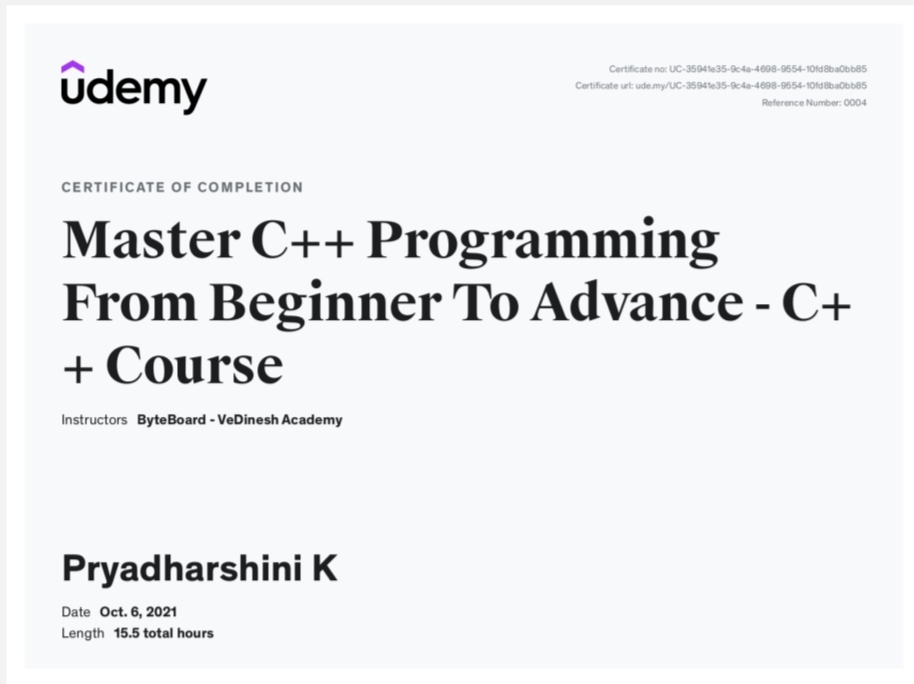 ûdemy
Certificate no: UC-35941e35-9c4a-4698-9554-10fd8ba0bb85
Certificate url: ude.my/UC-35941e35-9c4a-4698-9554-10fd8ba0bb85
Reference Number: 0004
CERTIFICATE OF COMPLETION
Master C++ Programming
From Beginner To Advance - C+
+ Course
Instructors ByteBoard - VeDinesh Academy
Pryadharshini K
Date Oct. 6, 2021
Length 15.5 total hours